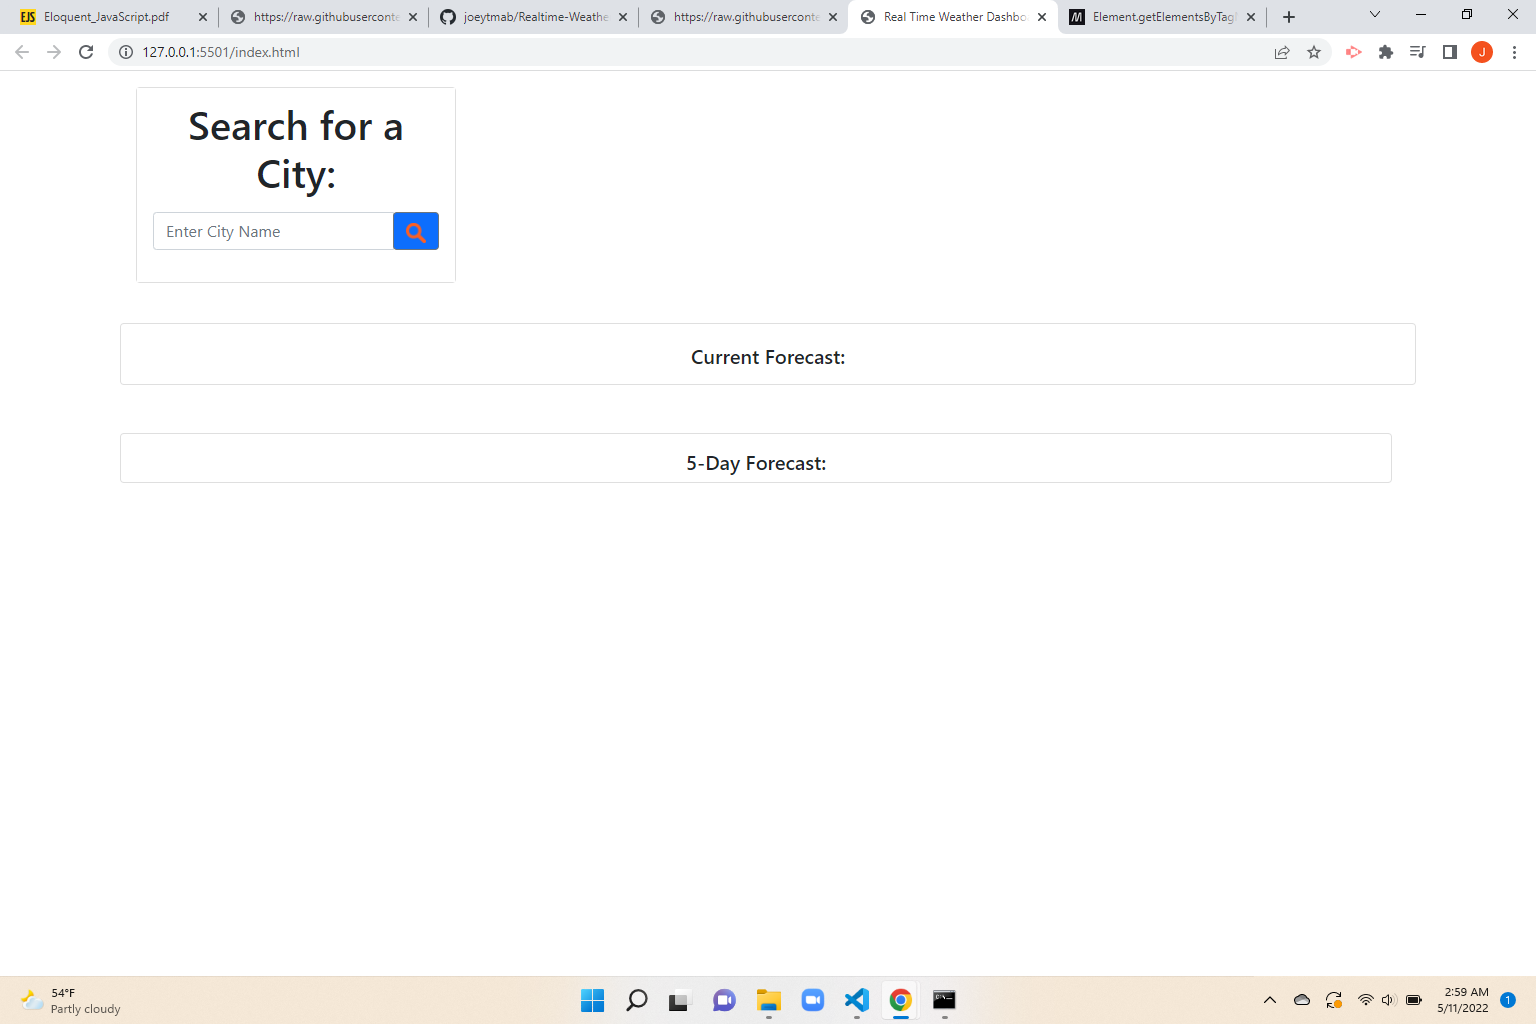 EJS Eloquent_JavaScript.pdf
https://raw.githubuserconte
joeytmab/Realtime-Weathe
https://raw.githubuserconte
Real Time Weather Dashbo
M Element.getElementsByTag
127.0.0.1:5501/index.html
J
Search for a
City:
Enter City Name
Current Forecast:
5-Day Forecast:
54°F
Partly cloudy
2:59 AM
5/11/2022
1